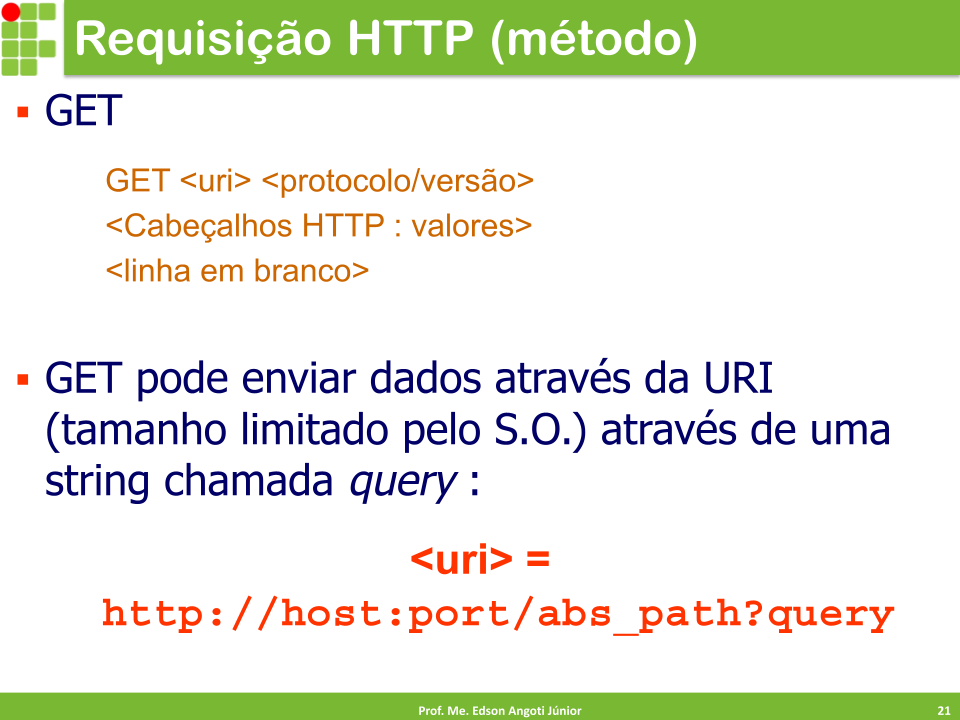 Requisição HTTP (método)
▪ GET
GET <uri> <protocolo/versão>
<Cabeçalhos HTTP : valores>
<linha em branco>
▪ GET pode enviar dados através da URI
(tamanho limitado pelo S.O.) através de uma
string chamada query :
<uri> =
http://host:port/abs_path?query
Prof. Me. Edson Angoti Júnior
21